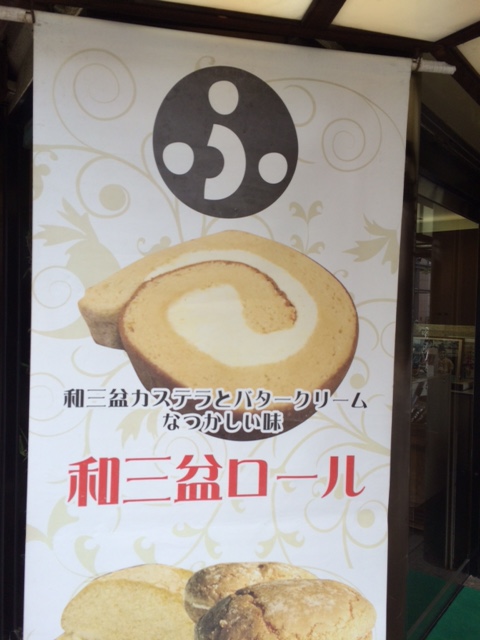 ふ
和三盆カステラとバタークリーム
なつかしい味
和三盆ロール